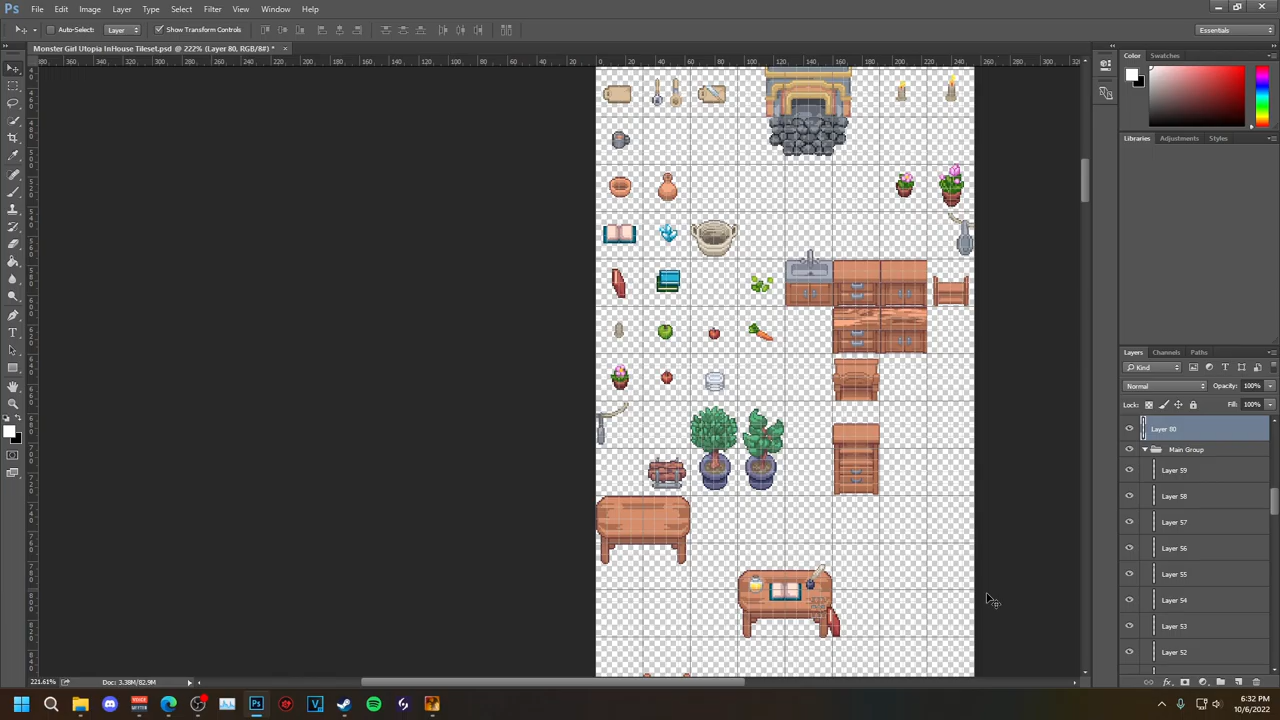 Ps File Edit Image Layer Type Select Filter View Window Help
Auto-Select: Layer Show Transform Controls Essentials
Monster Girl Utopia InHouse Tileset.psd @ 222% (Layer 80, RGB/8#) * ×
Color Swatches
Libraries Adjustments Styles
Layers Channels Paths
Kind
Normal Opacity: 100%
Lock: Fill: 100%
Layer 80
Main Group
Layer 59
Layer 58
Layer 57
Layer 56
Layer 55
Layer 54
Layer 53
Layer 52
221.61% Doc: 3.38M/82.9M
6:32 PM
10/6/2022